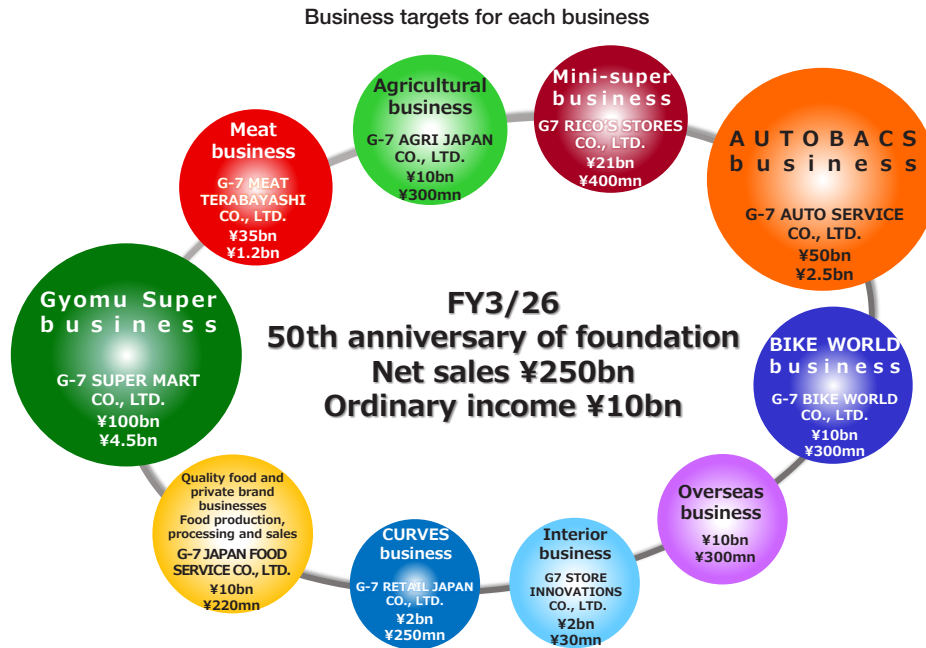 Business targets for each business
Mini-super
business
G7 RICO'S STORES
CO., LTD.
¥21bn
¥400mn
Agricultural
business
G-7 AGRI JAPAN
CO., LTD.
¥10bn
¥300mn
AUTOBACS
business
G-7 AUTO SERVICE
CO., LTD.
¥50bn
¥2.5bn
Meat
business
G-7 MEAT
TERABAYASHI
CO., LTD.
¥35bn
¥1.2bn
Gyomu Super
business
G-7 SUPER MART
CO., LTD.
¥100bn
¥4.5bn
FY3/26
50th anniversary of foundation
Net sales ¥250bn
Ordinary income ¥10bn
BIKE WORLD
business
G-7 BIKE WORLD
CO., LTD.
¥10bn
¥300mn
Quality food and
private brand
businesses
Food production,
processing and sales
G-7 JAPAN FOOD
SERVICE CO., LTD.
¥10bn
¥220mn
CURVES
business
G-7 RETAIL JAPAN
CO., LTD.
¥2bn
¥250mn
Interior
business
G7 STORE
INNOVATIONS
CO., LTD.
¥2bn
¥30mn
Overseas
business
¥10bn
¥300mn